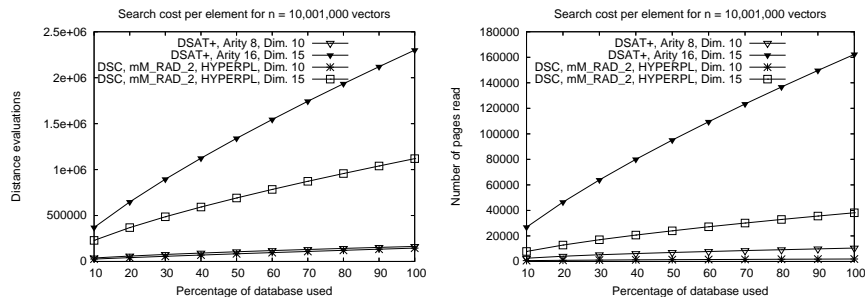 Search cost per element for n = 10,001,000 vectors
Distance evaluations
2.5e+06
2e+06
1.5e+06
1e+06
500000
0
DSAT+, Arity 8, Dim. 10
DSAT+, Arity 16, Dim. 15
DSC, mM_RAD_2, HYPERPL, Dim. 10
DSC, mM_RAD_2, HYPERPL, Dim. 15
10 20 30 40 50 60 70 80 90 100
Percentage of database used
Search cost per element for n = 10,001,000 vectors
Number of pages read
180000
160000
140000
120000
100000
80000
60000
40000
20000
0
DSAT+, Arity 8, Dim. 10
DSAT+, Arity 16, Dim. 15
DSC, mM_RAD_2, HYPERPL, Dim. 10
DSC, mM_RAD_2, HYPERPL, Dim. 15
10 20 30 40 50 60 70 80 90 100
Percentage of database used